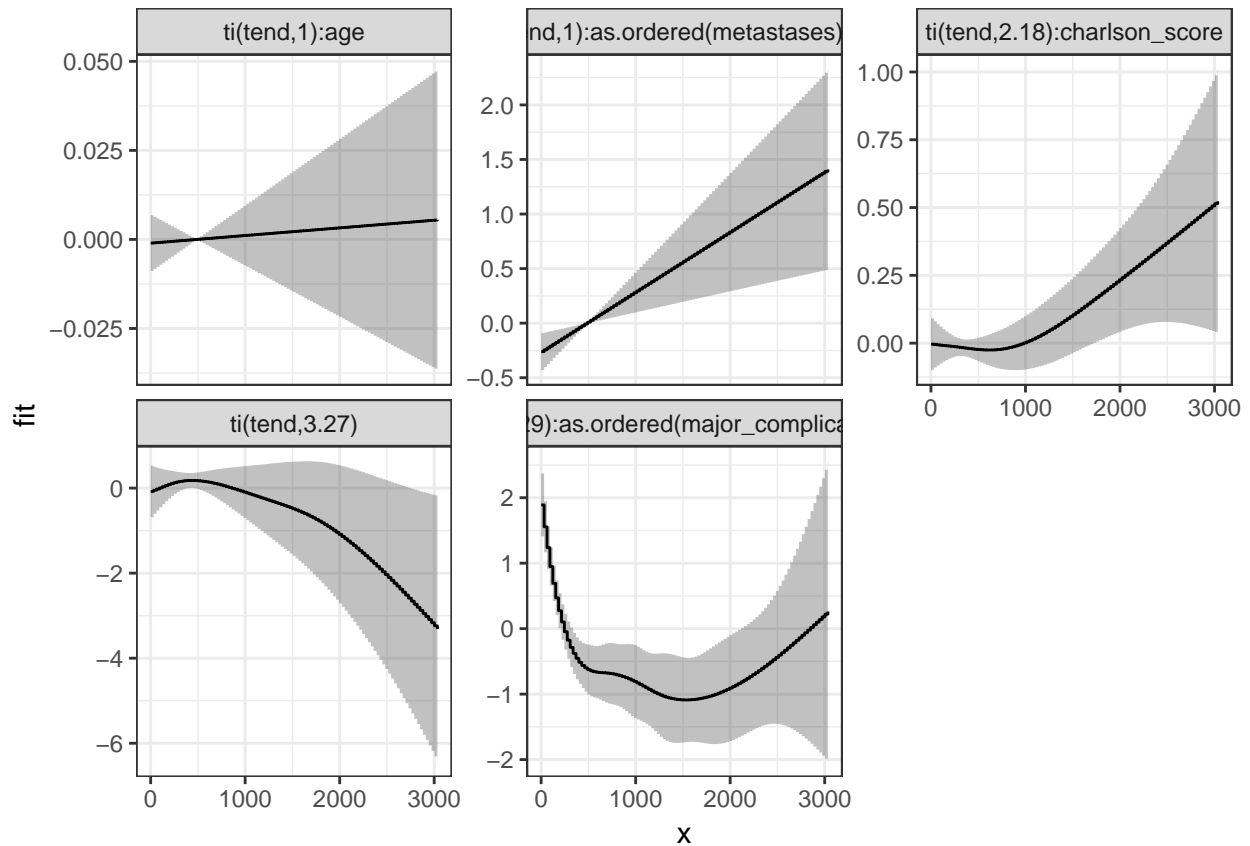 ti(tend,1):age
nd,1):as.ordered(metastases)
ti(tend,2.18):charlson_score
0.050
0.025
0.000
−0.025
2.0
1.5
1.0
0.5
0.0
−0.5
1.00
0.75
0.50
0.25
0.00
0 1000 2000 3000
fit
ti(tend,3.27)
29):as.ordered(major_complica
0
−2
−4
−6
2
1
0
−1
−2
0 1000 2000 3000
0 1000 2000 3000
x